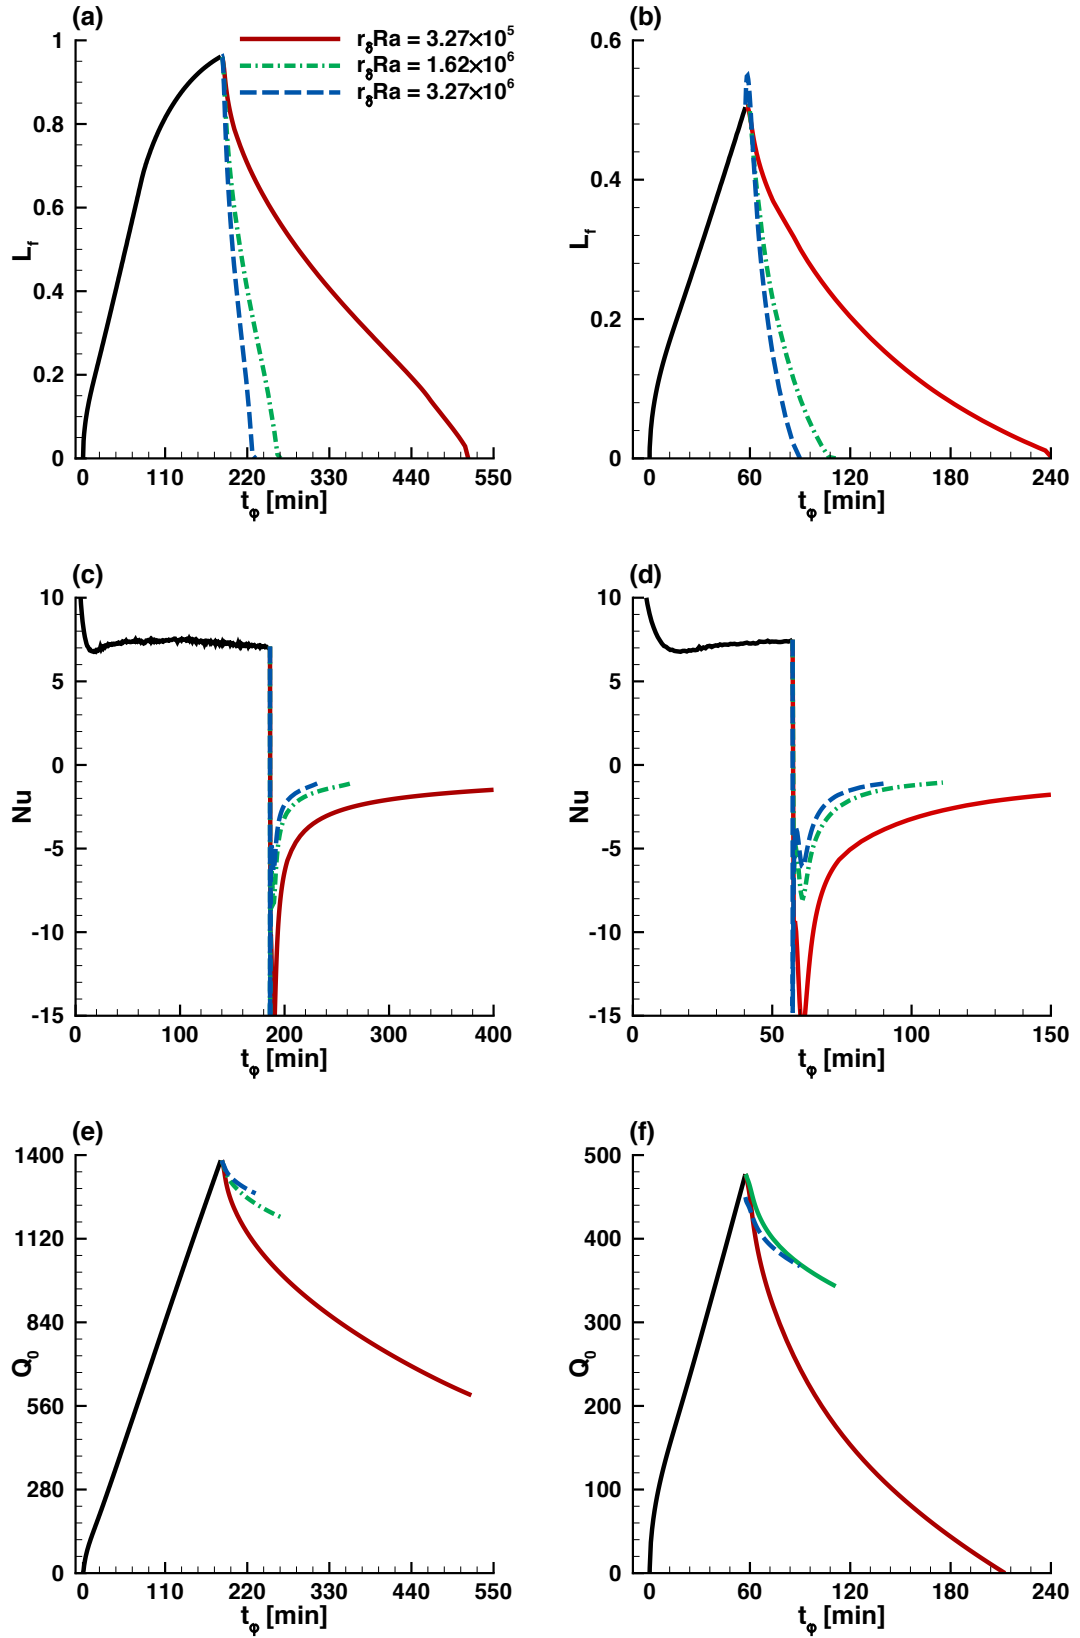 (a)
r_δRa = 3.27×10^5
r_δRa = 1.62×10^6
r_δRa = 3.27×10^6
1
0.8
0.6
0.4
0.2
0
L_f
0 110 220 330 440 550
t_φ [min]
(b)
0.6
0.4
0.2
0
L_f
0 60 120 180 240
t_φ [min]
(c)
10
5
0
-5
-10
-15
Nu
0 100 200 300 400
t_φ [min]
(d)
10
5
0
-5
-10
-15
Nu
0 50 100 150
t_φ [min]
(e)
1400
1120
840
560
280
0
Q_0
0 110 220 330 440 550
t_φ [min]
(f)
500
400
300
200
100
0
Q_0
0 60 120 180 240
t_φ [min]